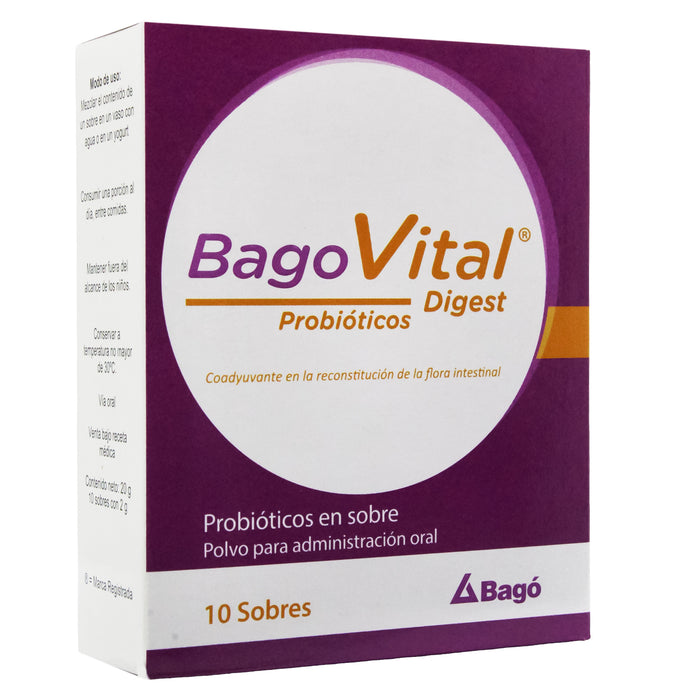 Modo de uso:
Mezclar el contenido de
un sobre en un vaso con
agua o en un yogurt
Consumir una porción al
día, entre comidas.
Mantener fuera del
alcance de los niños.
Conservar a
temperatura no mayor
de 30°C.
Vía oral
Venta bajo receta
médica
Contenido neto: 20 g
10 sobres con 2 g
® = Marca Registrada
BagoVital®
Digest
Probióticos
Coadyuvante en la reconstitución de la flora intestinal
Probióticos en sobre
Polvo para administración oral
10 Sobres
Bagó